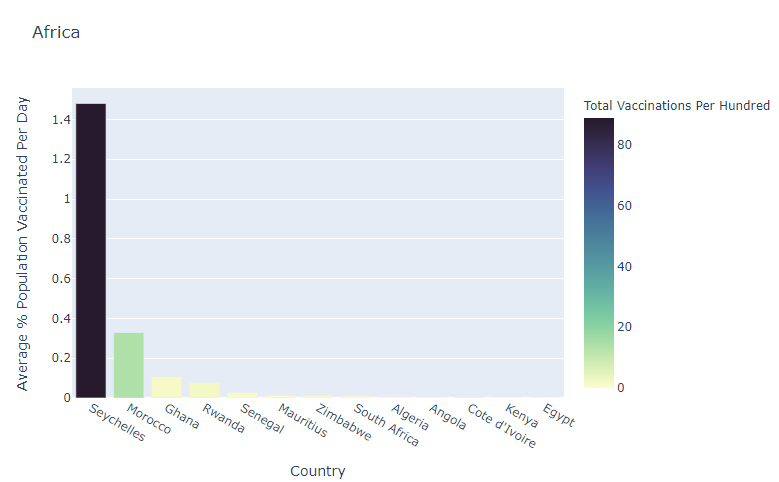 Africa
Average % Population Vaccinated Per Day
1.4
1.2
1
0.8
0.6
0.4
0.2
0
Seychelles
Morocco
Ghana
Rwanda
Senegal
Mauritius
Zimbabwe
South Africa
Algeria
Angola
Cote d'Ivoire
Kenya
Egypt
Country
Total Vaccinations Per Hundred
80
60
40
20
0